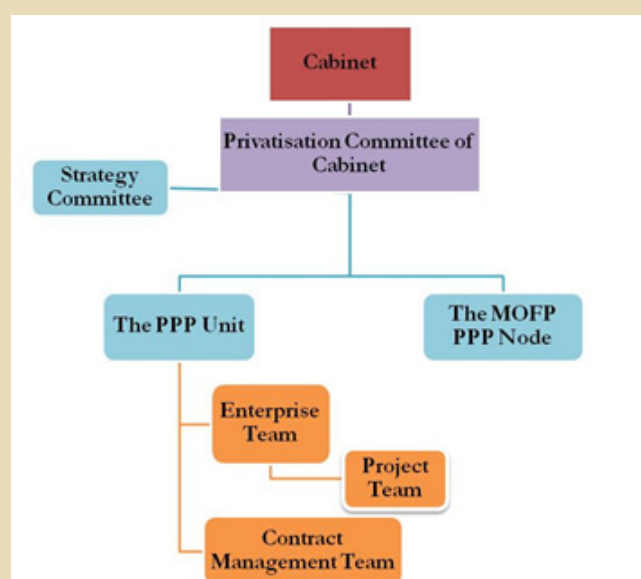 Cabinet
Privatisation Committee of
Cabinet
Strategy
Committee
The PPP Unit
The MOFP
PPP Node
Enterprise
Team
Project
Team
Contract
Management Team